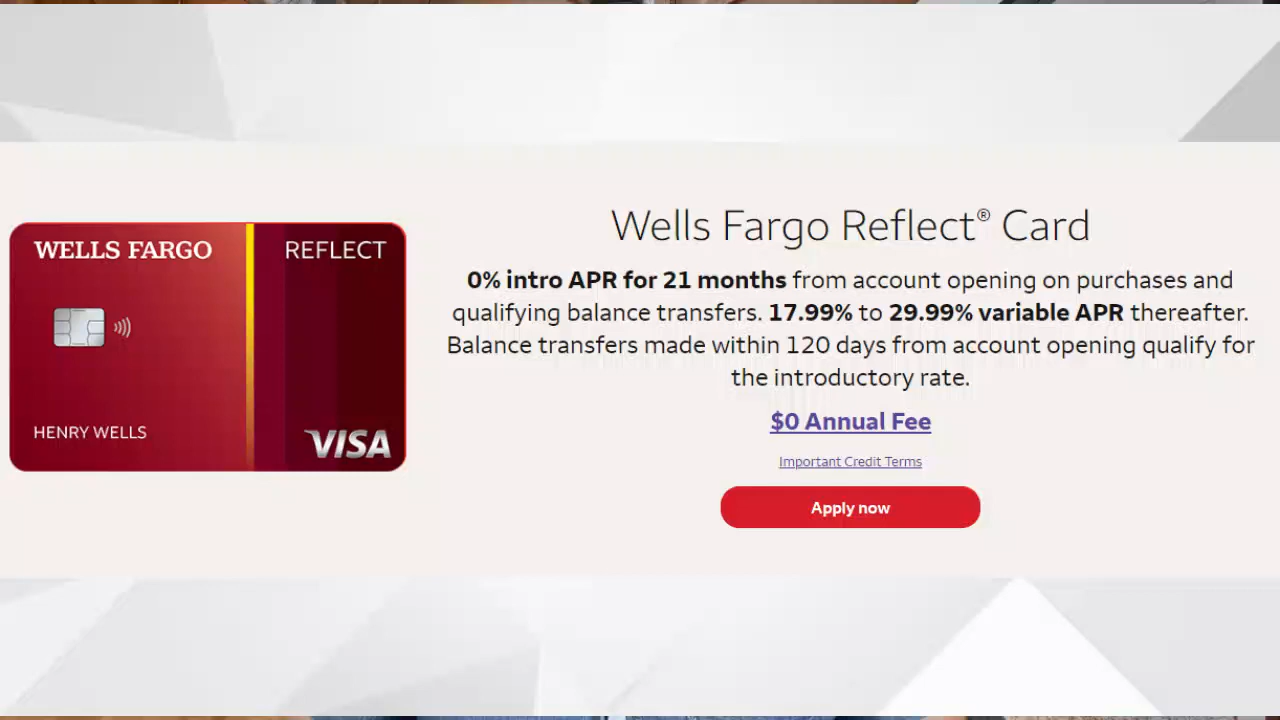 WELLS FARGO
REFLECT
HENRY WELLS
VISA
Wells Fargo Reflect® Card
0% intro APR for 21 months from account opening on purchases and
qualifying balance transfers. 17.99% to 29.99% variable APR thereafter.
Balance transfers made within 120 days from account opening qualify for
the introductory rate.
$0 Annual Fee
Important Credit Terms
Apply now